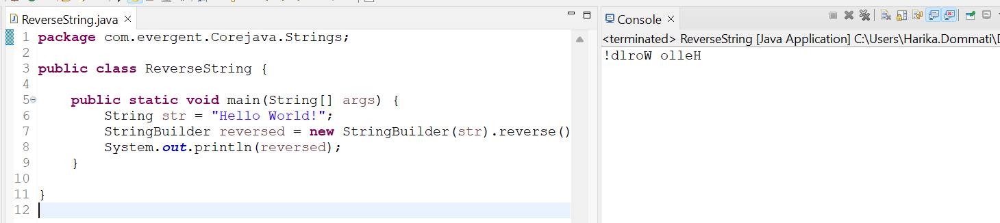 ReverseString.java
1 package com.evergent.Corejava.Strings;
2
3 public class ReverseString {
4
5 public static void main(String[] args) {
6 String str = "Hello World!";
7 StringBuilder reversed = new StringBuilder(str).reverse()
8 System.out.println(reversed);
9 }
10
11 }
12
Console
<terminated> ReverseString [Java Application] C:\Users\Harika.Dommati\
!dlroW olleH